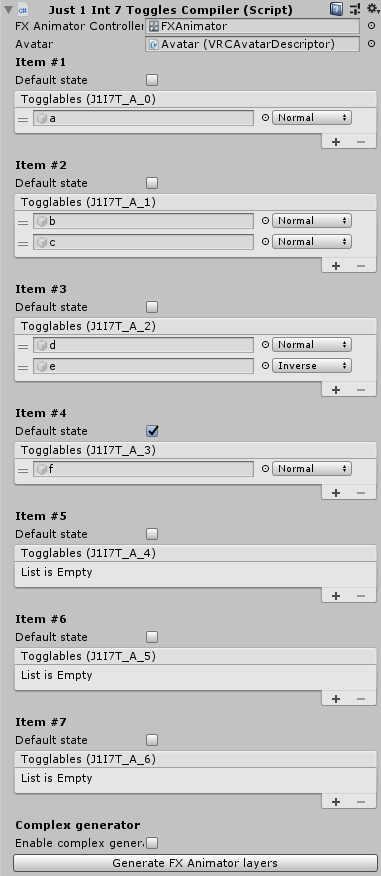 Just 1 Int 7 Toggles Compiler (Script)
FX Animator Controller FXAnimator
Avatar Avatar (VRCAvatarDescriptor)
Item #1
Default state
Togglables (J1I7T_A_0)
a Normal
+ −
Item #2
Default state
Togglables (J1I7T_A_1)
b Normal
c Normal
+ −
Item #3
Default state
Togglables (J1I7T_A_2)
d Normal
e Inverse
+ −
Item #4
Default state
Togglables (J1I7T_A_3)
f Normal
+ −
Item #5
Default state
Togglables (J1I7T_A_4)
List is Empty
+ −
Item #6
Default state
Togglables (J1I7T_A_5)
List is Empty
+ −
Item #7
Default state
Togglables (J1I7T_A_6)
List is Empty
+ −
Complex generator
Enable complex gener
Generate FX Animator layers